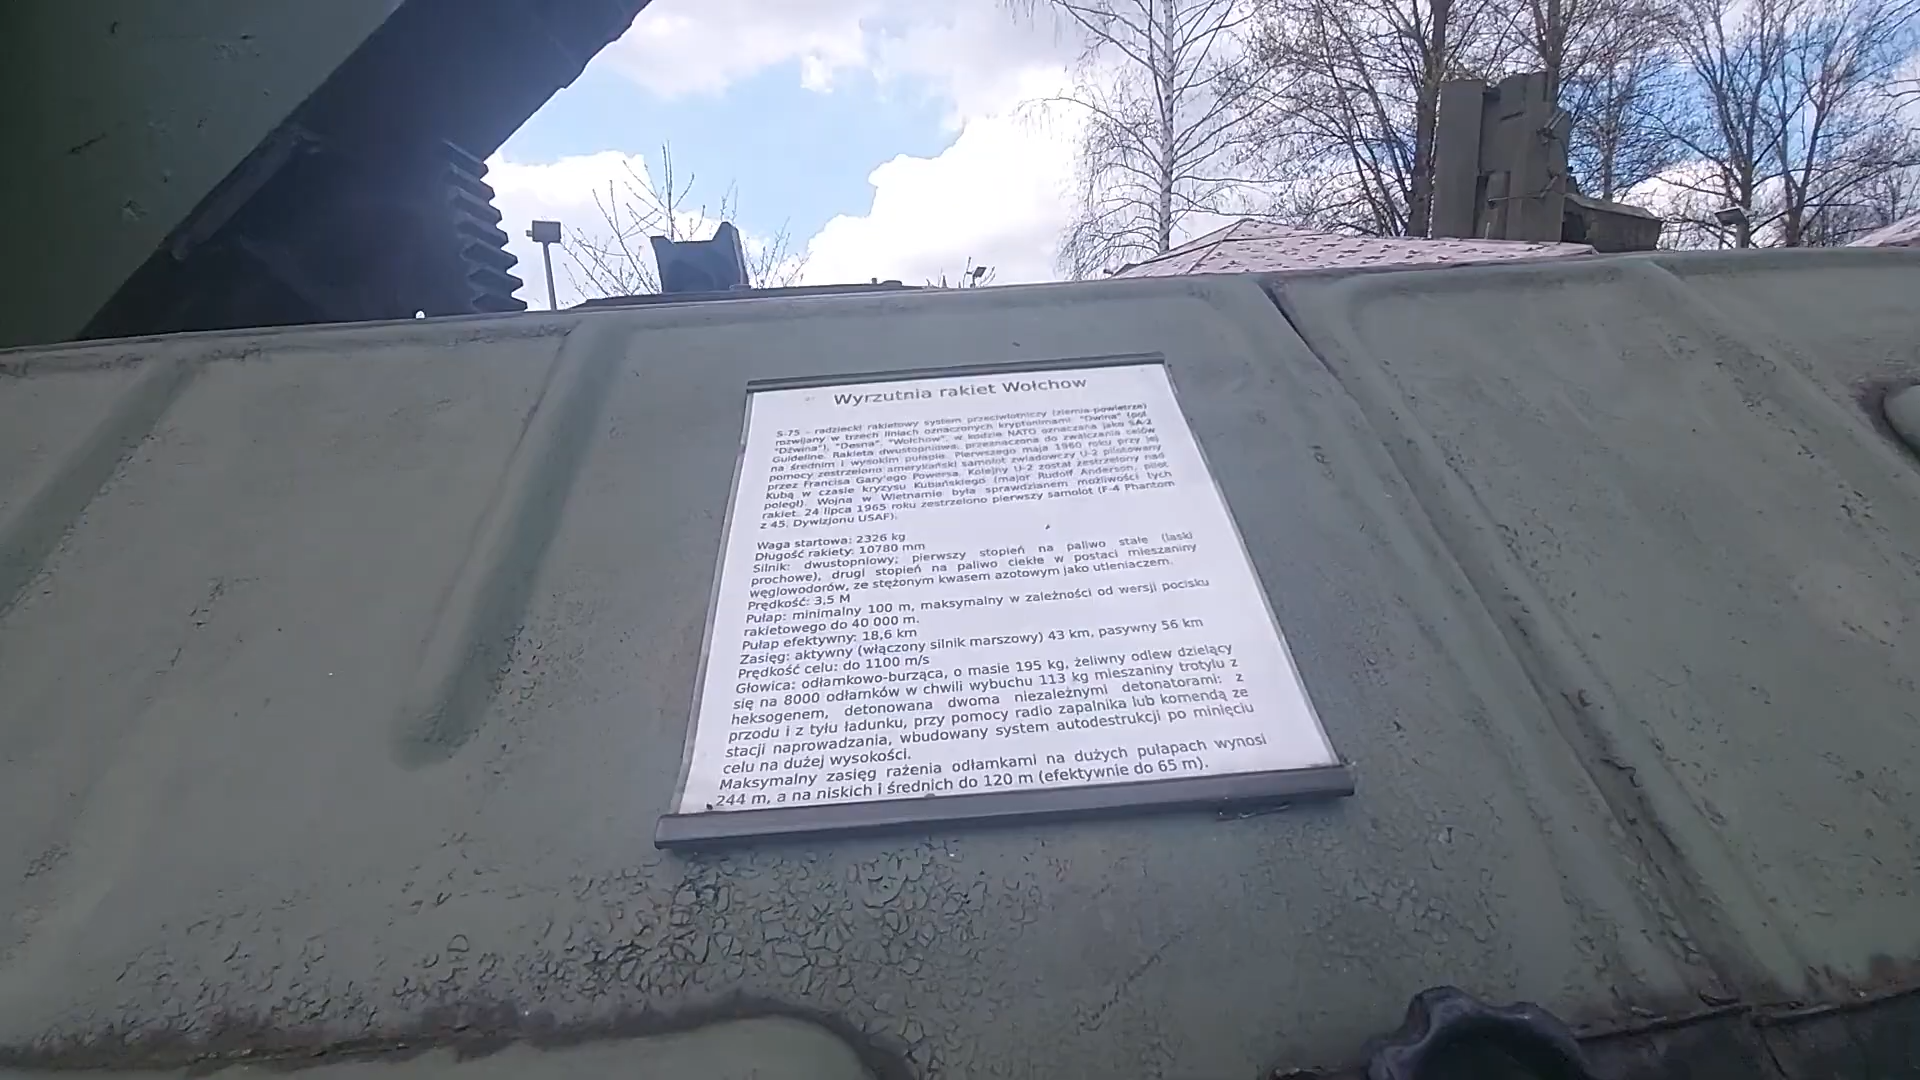 Wyrzutnia rakiet Wołchow
S-75 - radziecki rakietowy system przeciwlotniczy (ziemia-powietrze)
rozwijany w trzech liniach oznaczonych kryptonimami: "Dwina" (pol.
"Dźwina"), "Desna", "Wołchow", w kodzie NATO oznaczana jako SA-2
Guideline. Rakieta dwustopniowa, przeznaczona do zwalczania celów
na średnim i wysokim pułapie. Pierwszego maja 1960 roku przy jej
pomocy zestrzelono amerykański samolot zwiadowczy U-2 pilotowany
przez Francisa Gary'ego Powersa. Kolejny U-2 został zestrzelony nad
Kubą w czasie kryzysu Kubańskiego (major Rudolf Anderson, pilot
poległ). Wojna w Wietnamie była sprawdzianem możliwości tych
rakiet. 24 lipca 1965 roku zestrzelono pierwszy samolot (F-4 Phantom
z 45. Dywizjonu USAF).
Waga startowa: 2326 kg
Długość rakiety: 10780 mm
Silnik: dwustopniowy; pierwszy stopień na paliwo stałe (laski
prochowe), drugi stopień na paliwo ciekłe w postaci mieszaniny
węglowodorów, ze stężonym kwasem azotowym jako utleniaczem.
Prędkość: 3,5 M
Pułap: minimalny 100 m, maksymalny w zależności od wersji pocisku
rakietowego do 40 000 m.
Pułap efektywny: 18,6 km
Zasięg: aktywny (włączony silnik marszowy) 43 km, pasywny 56 km
Prędkość celu: do 1100 m/s
Głowica: odłamkowo-burząca, o masie 195 kg, żeliwny odlew dzielący
się na 8000 odłamków w chwili wybuchu 113 kg mieszaniny trotylu z
heksogenem, detonowana dwoma niezależnymi detonatorami: z
przodu i z tyłu ładunku, przy pomocy radio zapalnika lub komendą ze
stacji naprowadzania, wbudowany system autodestrukcji po minięciu
celu na dużej wysokości.
Maksymalny zasięg rażenia odłamkami na dużych pułapach wynosi
244 m, a na niskich i średnich do 120 m (efektywnie do 65 m).